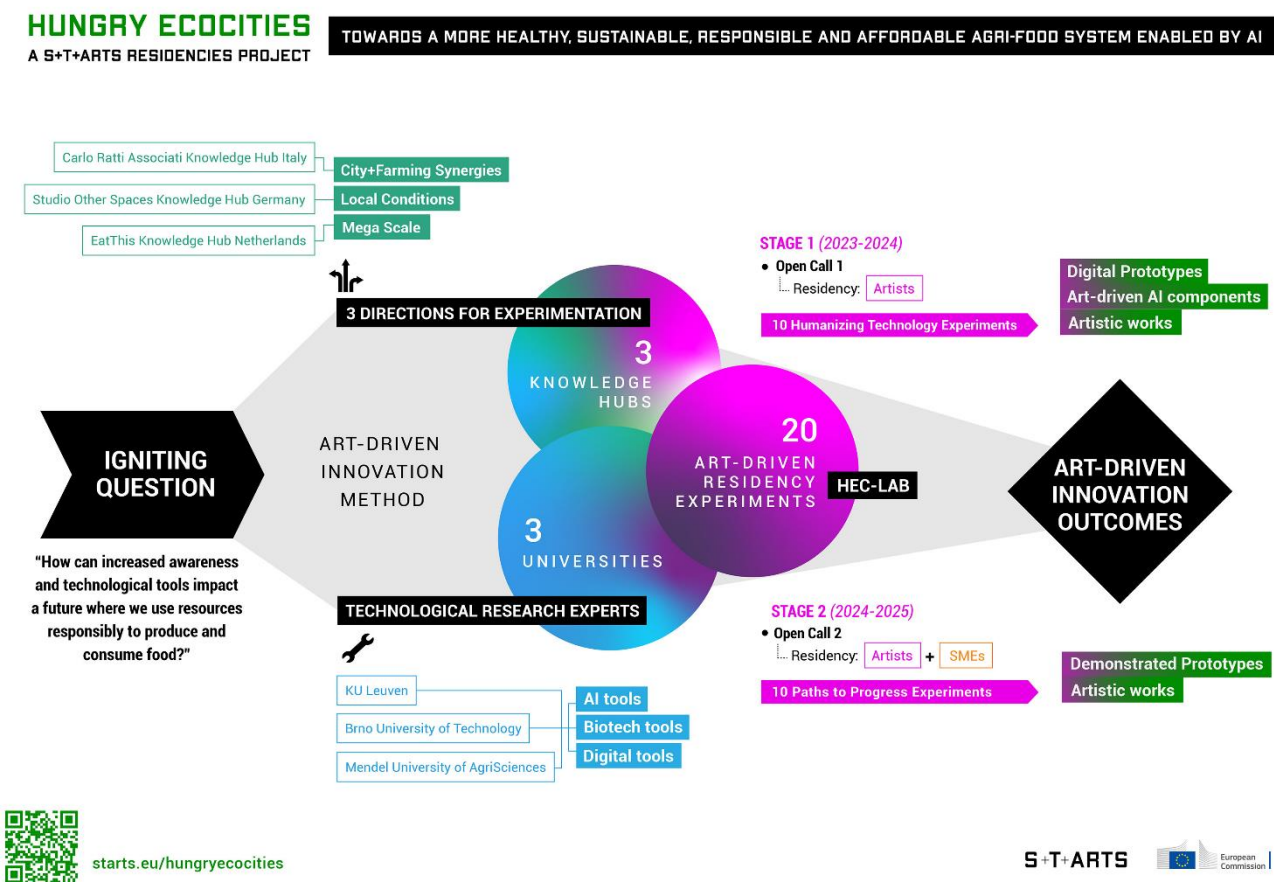 HUNGRY ECOCITIES
A S+T+ARTS RESIDENCIES PROJECT
TOWARDS A MORE HEALTHY, SUSTAINABLE, RESPONSIBLE AND AFFORDABLE AGRI-FOOD SYSTEM ENABLED BY AI
Carlo Ratti Associati Knowledge Hub Italy
City+Farming Synergies
Studio Other Spaces Knowledge Hub Germany
Local Conditions
EatThis Knowledge Hub Netherlands
Mega Scale
3 DIRECTIONS FOR EXPERIMENTATION
3
KNOWLEDGE
HUBS
STAGE 1 (2023-2024)
• Open Call 1
Residency: Artists
10 Humanizing Technology Experiments
Digital Prototypes
Art-driven AI components
Artistic works
IGNITING
QUESTION
"How can increased awareness
and technological tools impact
a future where we use resources
responsibly to produce and
consume food?"
ART-DRIVEN
INNOVATION
METHOD
20
ART-DRIVEN
RESIDENCY
EXPERIMENTS
HEC-LAB
3
UNIVERSITIES
ART-DRIVEN
INNOVATION
OUTCOMES
TECHNOLOGICAL RESEARCH EXPERTS
KU Leuven
Brno University of Technology
Mendel University of AgriSciences
AI tools
Biotech tools
Digital tools
STAGE 2 (2024-2025)
• Open Call 2
Residency: Artists + SMEs
10 Paths to Progress Experiments
Demonstrated Prototypes
Artistic works
starts.eu/hungryecocities
S+T+ARTS
European
Commission